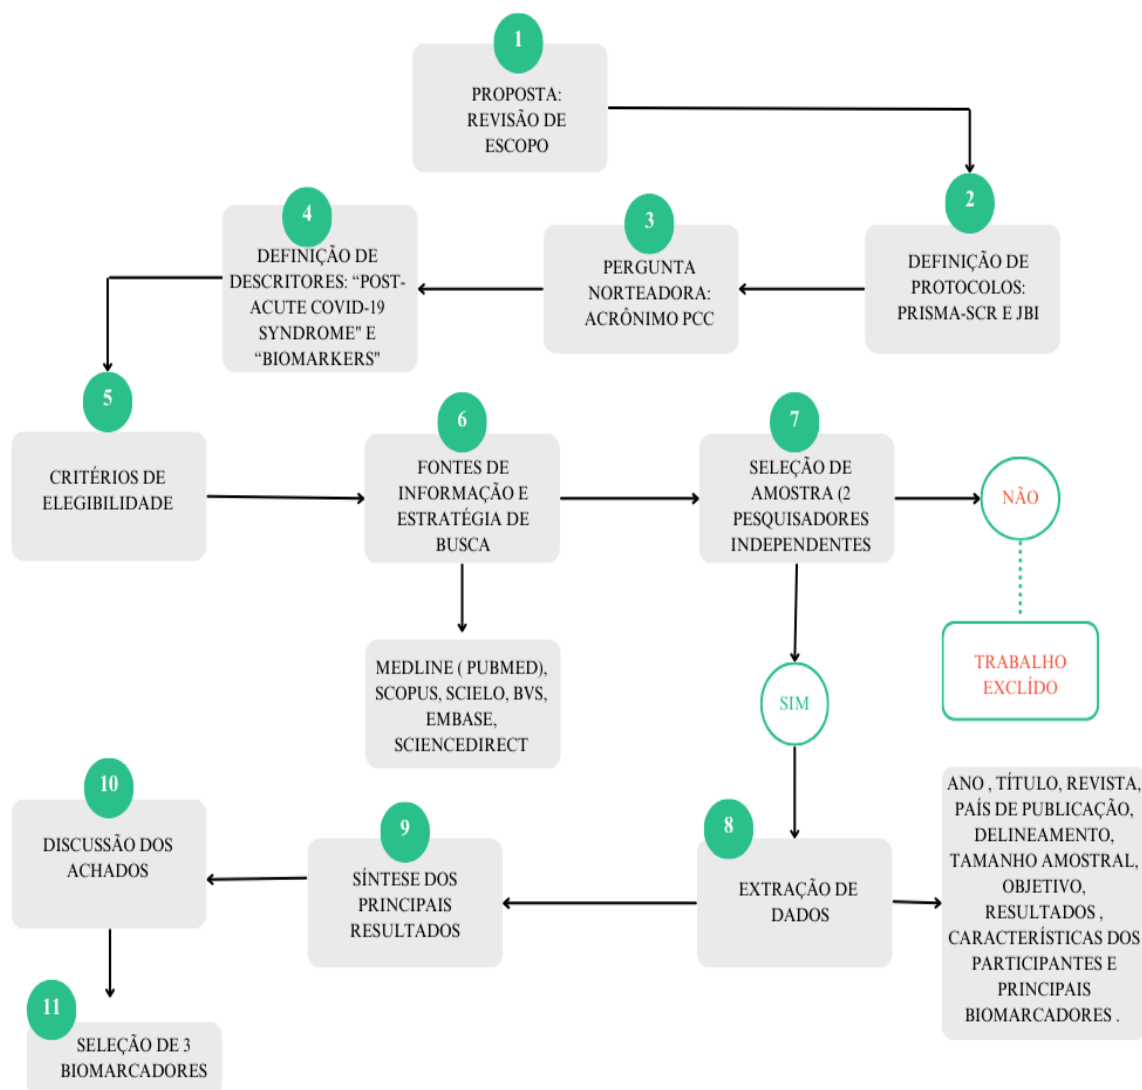 1
PROPOSTA:
REVISÃO DE
ESCOPO
2
DEFINIÇÃO DE
PROTOCOLOS:
PRISMA-SCR E JBI
3
PERGUNTA
NORTEADORA:
ACRÔNIMO PCC
4
DEFINIÇÃO DE
DESCRITORES: “POST-
ACUTE COVID-19
SYNDROME" E
“BIOMARKERS"
5
CRITÉRIOS DE
ELEGIBILIDADE
6
FONTES DE
INFORMAÇÃO E
ESTRATÉGIA DE
BUSCA
MEDLINE ( PUBMED),
SCOPUS, SCIELO, BVS,
EMBASE,
SCIENCEDIRECT
7
SELEÇÃO DE
AMOSTRA (2
PESQUISADORES
INDEPENDENTES
NÃO
TRABALHO
EXCLÍDO
SIM
8
EXTRAÇÃO DE
DADOS
ANO , TÍTULO, REVISTA,
PAÍS DE PUBLICAÇÃO,
DELINEAMENTO,
TAMANHO AMOSTRAL,
OBJETIVO,
RESULTADOS ,
CARACTERÍSTICAS DOS
PARTICIPANTES E
PRINCIPAIS
BIOMARCADORES .
9
SÍNTESE DOS
PRINCIPAIS
RESULTADOS
10
DISCUSSÃO DOS
ACHADOS
11
SELEÇÃO DE 3
BIOMARCADORES